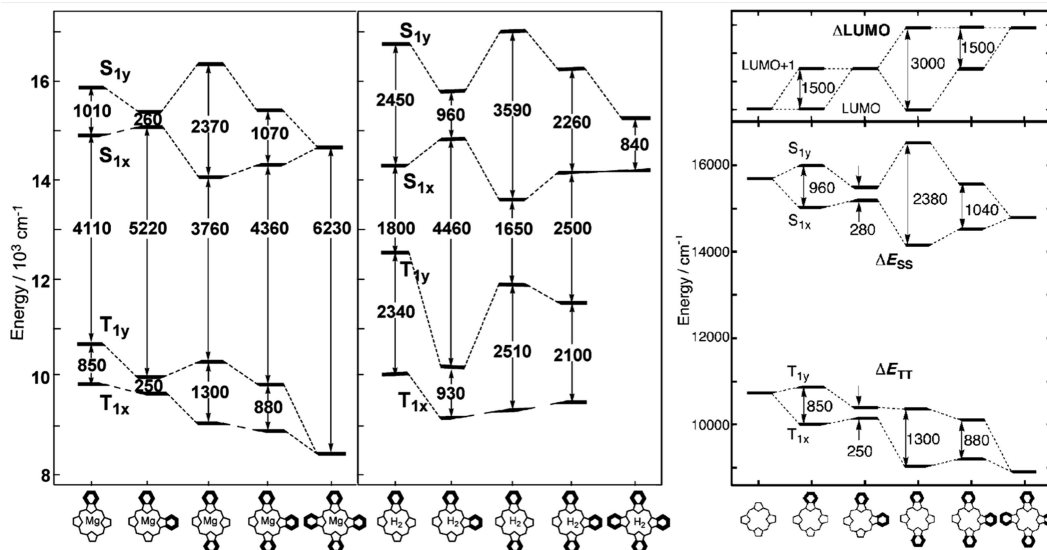 Energy / 10³ cm⁻¹
16
14
12
10
8
S1y
1010
S1x
260
2370
1070
4110
5220
3760
4360
6230
T1y
850
T1x
250
1300
880
Mg
Mg
Mg
Mg
Mg
S1y
2450
S1x
960
3590
2260
840
1800
4460
1650
2500
T1y
2340
T1x
930
2510
2100
H2
H2
H2
H2
H2
ΔLUMO
LUMO+1
1500
LUMO
3000
1500
Energy / cm⁻¹
16000
14000
12000
10000
S1y
960
S1x
280
2380
1040
ΔESS
ΔETT
T1y
850
T1x
250
1300
880